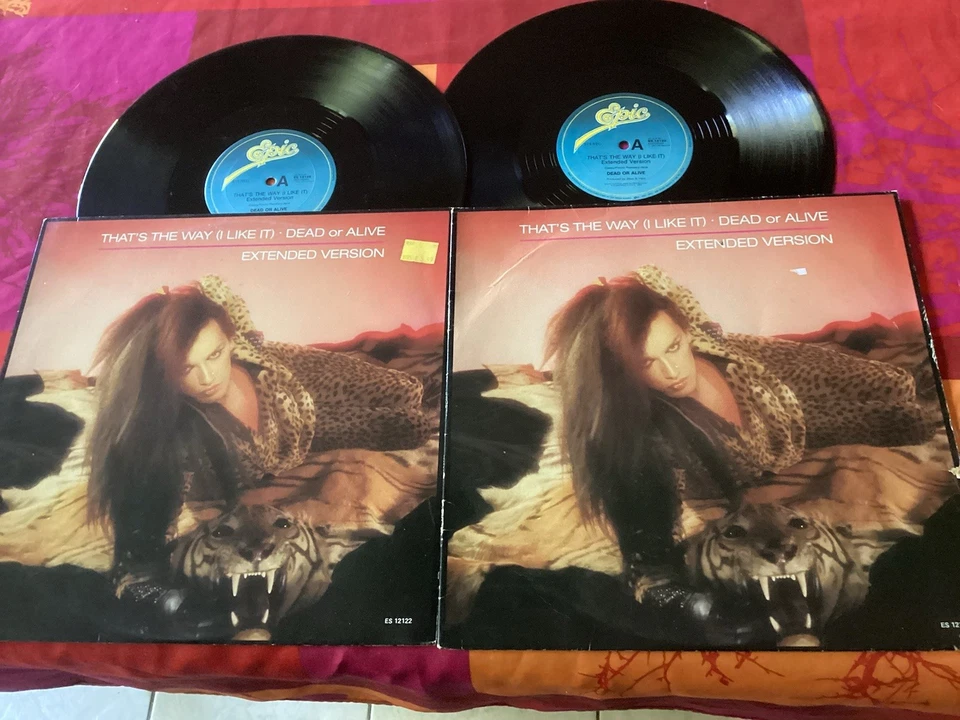 Epic
A
THAT'S THE WAY (I LIKE IT)
Extended Version
DEAD OR ALIVE
Epic
A
THAT'S THE WAY (I LIKE IT)
Extended Version
DEAD OR ALIVE
THAT'S THE WAY (I LIKE IT) · DEAD or ALIVE
EXTENDED VERSION
ES 12122
THAT'S THE WAY (I LIKE IT) · DEAD or ALIVE
EXTENDED VERSION
ES 12